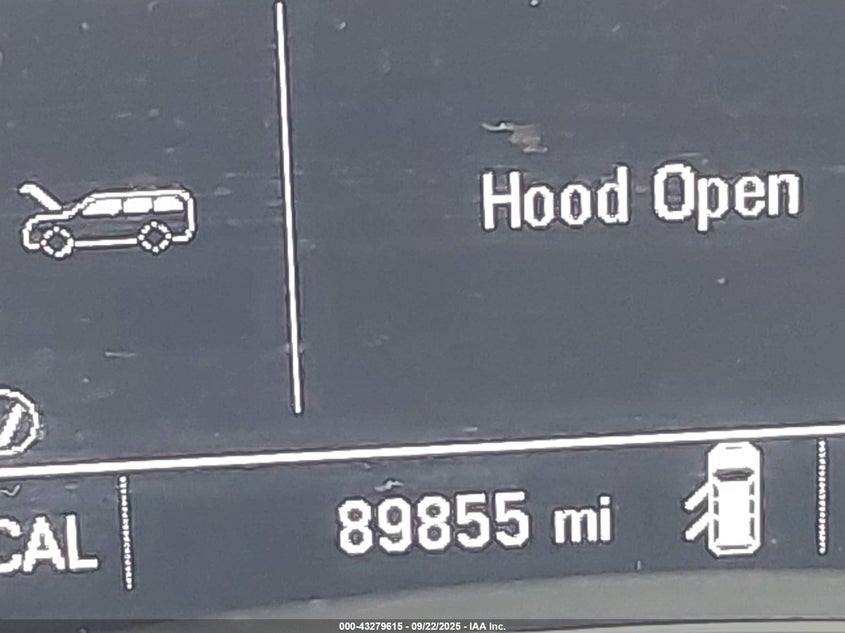 Hood Open
CAL
89855 mi
000-43279615 - 09/22/2025 - IAA Inc.